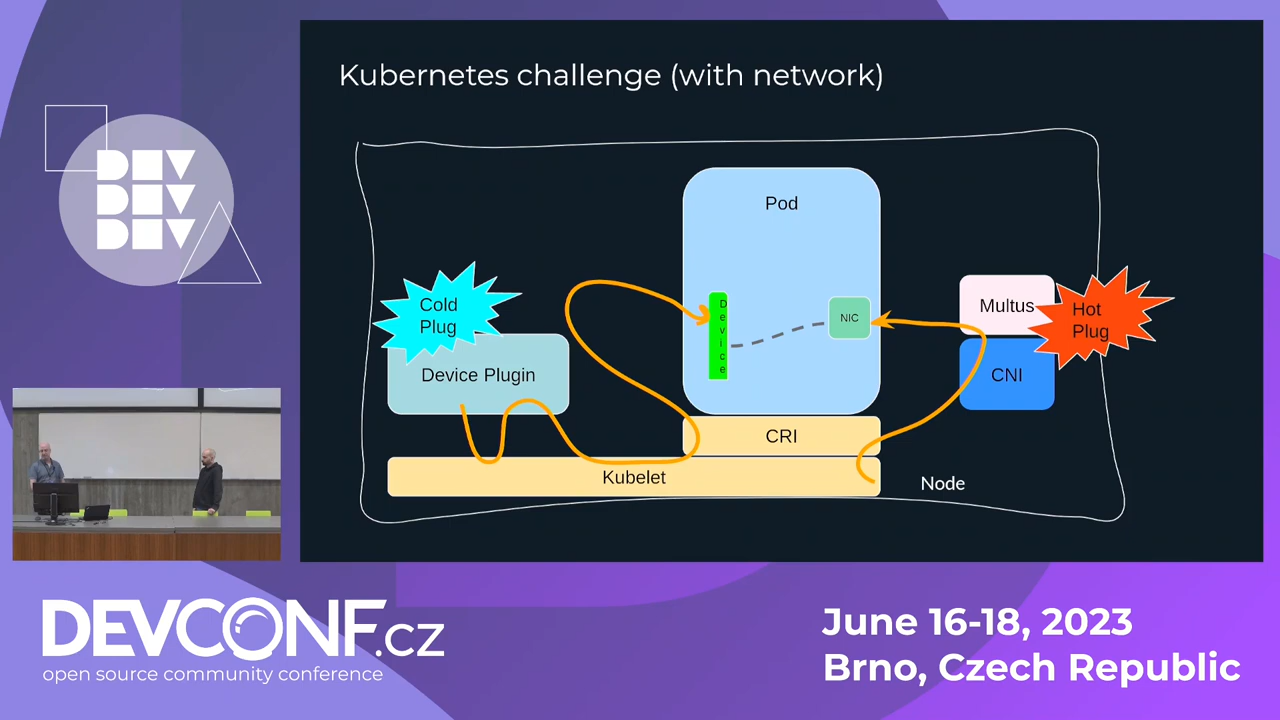 Kubernetes challenge (with network)
DEV
DEV
DEV
Pod
Cold
Plug
Device
NIC
Multus
Hot
Plug
Device Plugin
CNI
CRI
Kubelet
Node
DEVCONF.cz
open source community conference
June 16-18, 2023
Brno, Czech Republic